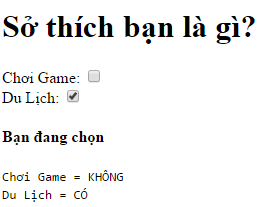 Sở thích bạn là gì?
Chơi Game:
Du Lịch:
Bạn đang chọn
Chơi Game = KHÔNG
Du Lịch = CÓ